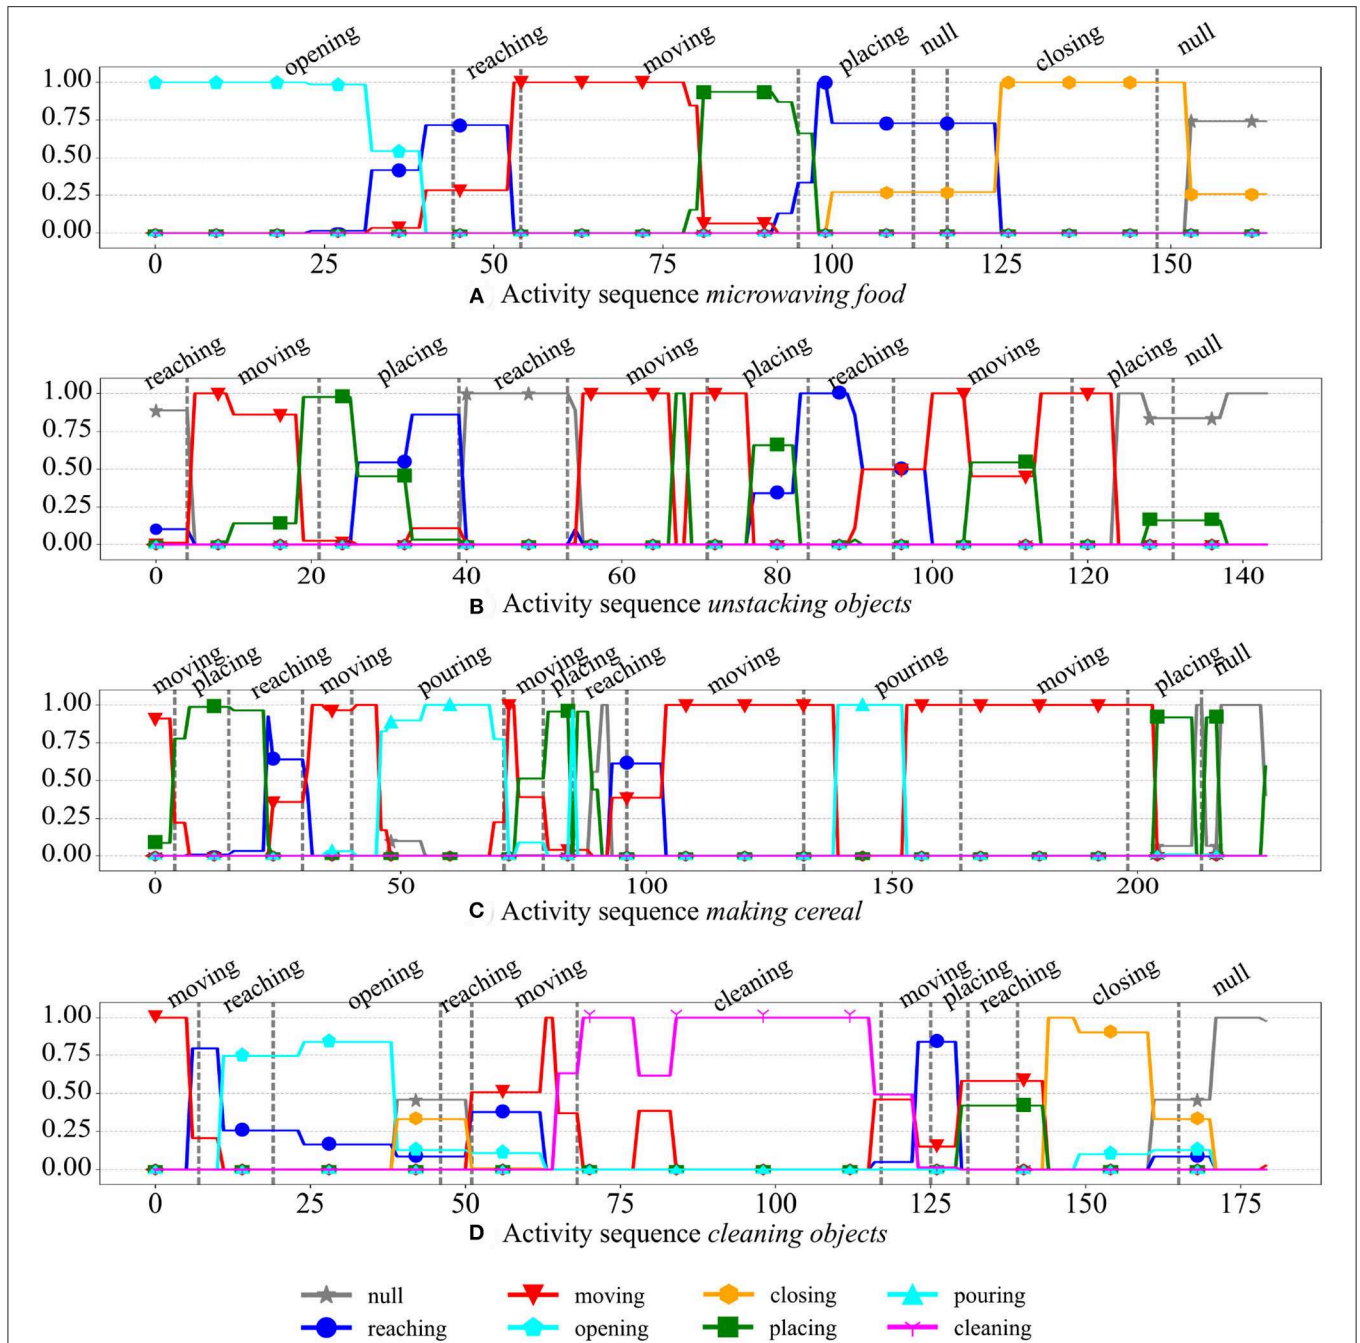 opening reaching moving placing null closing null
1.00
0.75
0.50
0.25
0.00
0 25 50 75 100 125 150
A Activity sequence microwaving food
reaching moving placing reaching moving placing reaching moving placing null
1.00
0.75
0.50
0.25
0.00
0 20 40 60 80 100 120 140
B Activity sequence unstacking objects
moving placing reaching moving pouring moving placing reaching moving pouring moving placing null
1.00
0.75
0.50
0.25
0.00
0 50 100 150 200
C Activity sequence making cereal
moving reaching opening reaching moving cleaning moving placing reaching closing null
1.00
0.75
0.50
0.25
0.00
0 25 50 75 100 125 150 175
D Activity sequence cleaning objects
null moving closing pouring
reaching opening placing cleaning